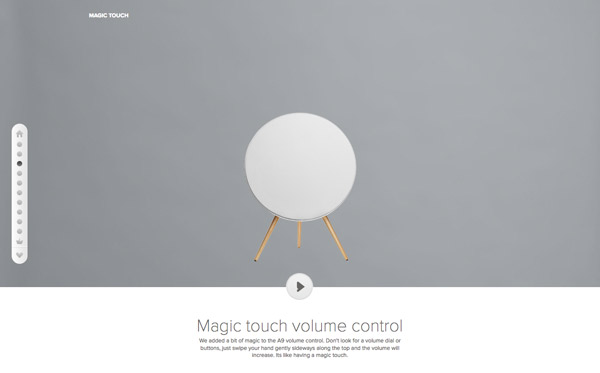 MAGIC TOUCH
Magic touch volume control
We added a bit of magic to the A9 volume control. Don't look for a volume dial or
buttons, just swipe your hand gently sideways along the top and the volume will
increase. Its like having a magic touch.